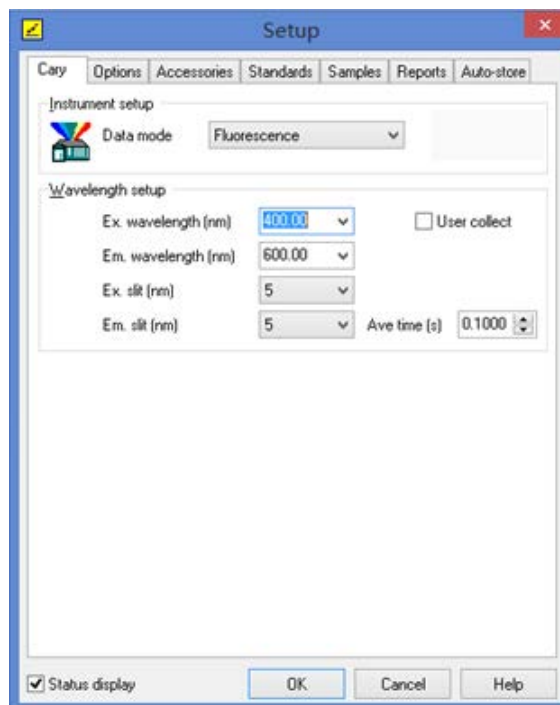 Setup
Cary Options Accessories Standards Samples Reports Auto-store
Instrument setup
Data mode Fluorescence
Wavelength setup
Ex. wavelength (nm) 400.00 User collect
Em. wavelength (nm) 600.00
Ex. slit (nm) 5
Em. slit (nm) 5 Ave time (s) 0.1000
Status display OK Cancel Help